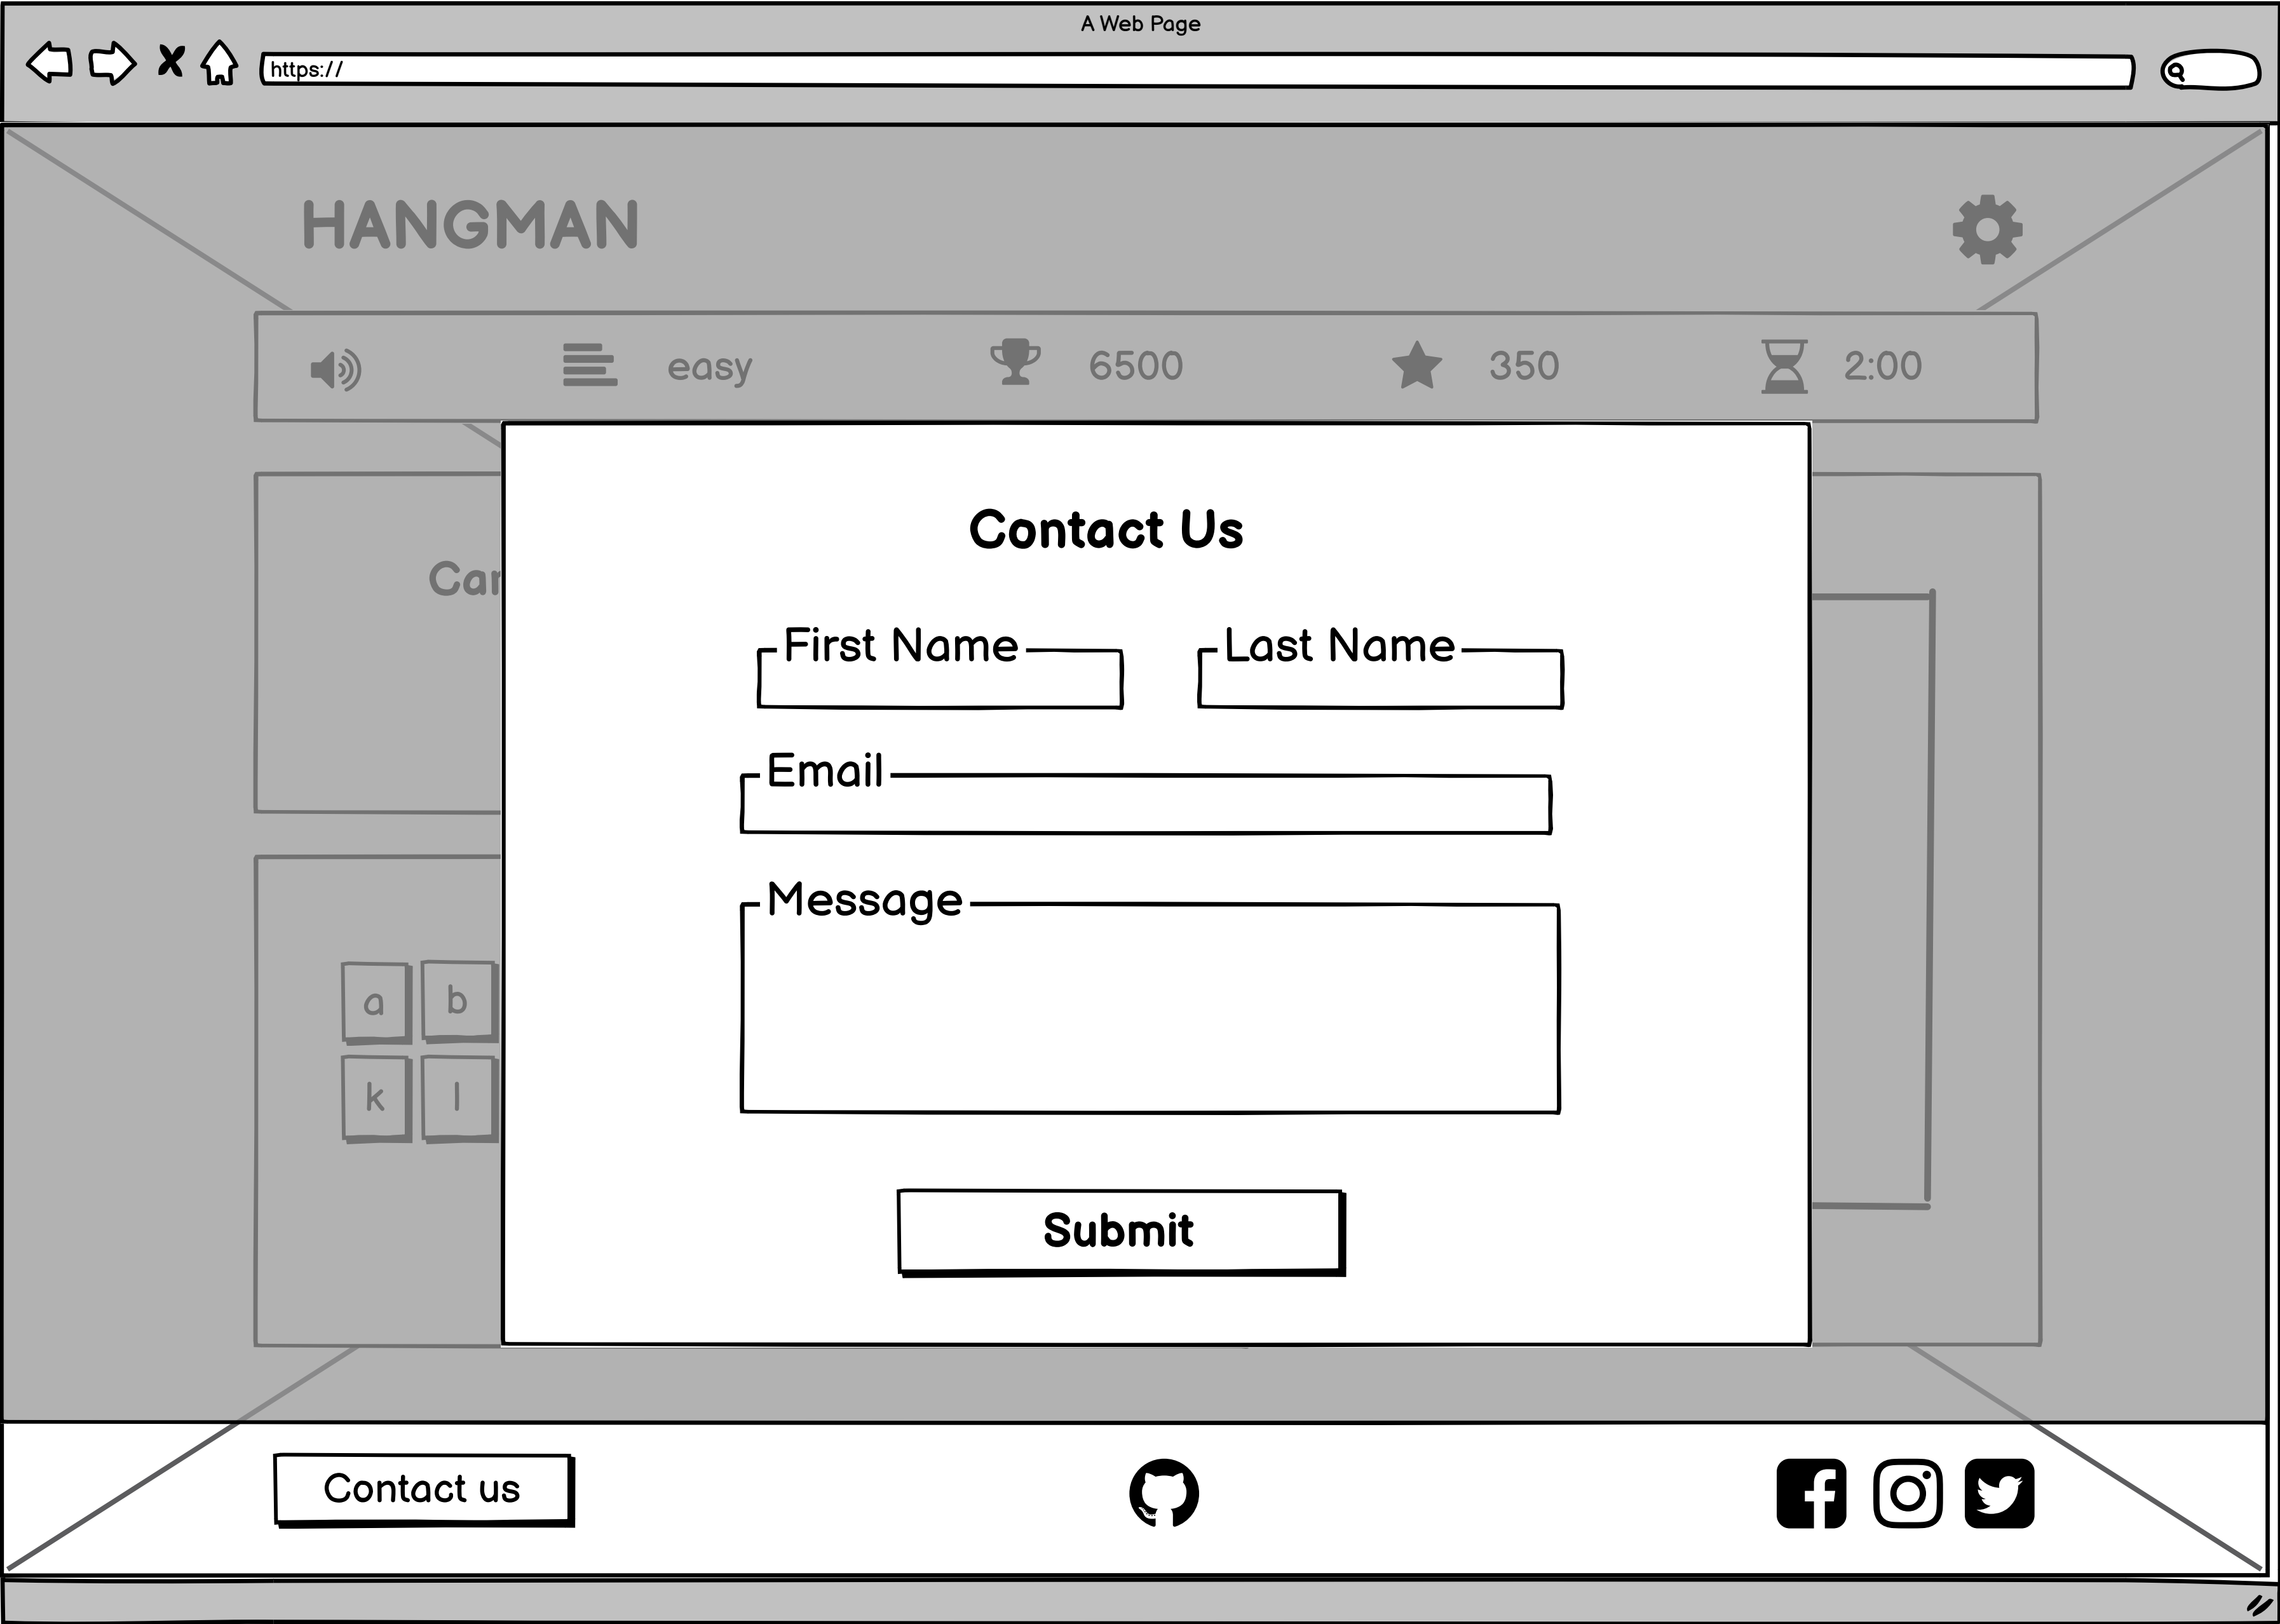 A Web Page
https://
HANGMAN
easy 6500 350 2:00
Contact Us
First Name Last Name
Email
Message
a b
k l
Submit
Contact us